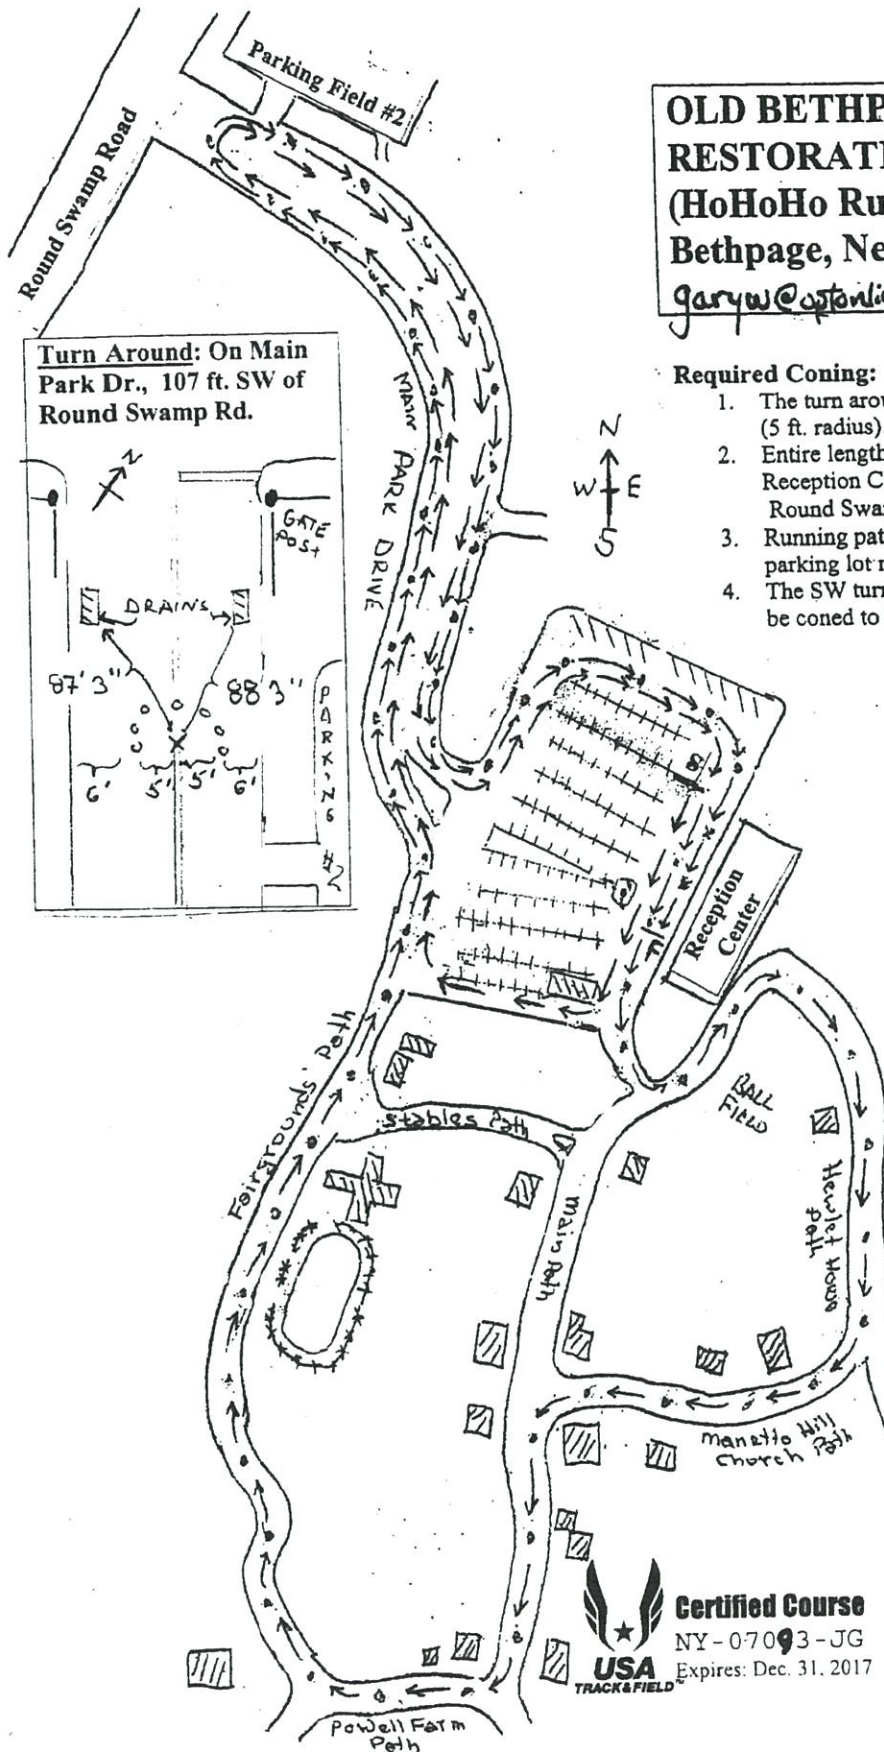 Parking Field #2
Round Swamp Road
OLD BETHP
RESTORATI
(HoHoHo Ru
Bethpage, Ne
garyw@optonli
Turn Around: On Main
Park Dr., 107 ft. SW of
Round Swamp Rd.
N
GATE
POST
DRAINS
87' 3"
88' 3"
6'
5'
5'
6'
PARKING
#2
MAIN PARK DRIVE
N
W E
S
Required Coning:
1. The turn arou
(5 ft. radius)
2. Entire length
Reception C
Round Swa
3. Running pat
parking lot r
4. The SW turn
be coned to
S
F
Reception
Center
Fairgrounds Path
Stables Path
Main Path
BALL
FIELD
Hewlet House
Path
Manetto Hill
Church Path
Powell Farm
Path
USA
TRACK&FIELD
Certified Course
NY-07093-JG
Expires: Dec. 31, 2017